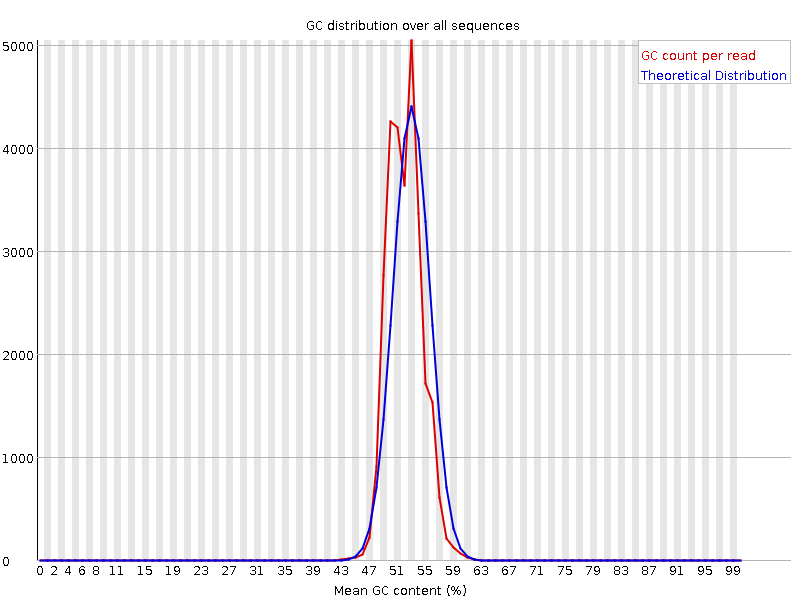 GC distribution over all sequences
GC count per read
Theoretical Distribution
5000
4000
3000
2000
1000
0
0 2 4 6 8 11 15 19 23 27 31 35 39 43 47 51 55 59 63 67 71 75 79 83 87 91 95 99
Mean GC content (%)